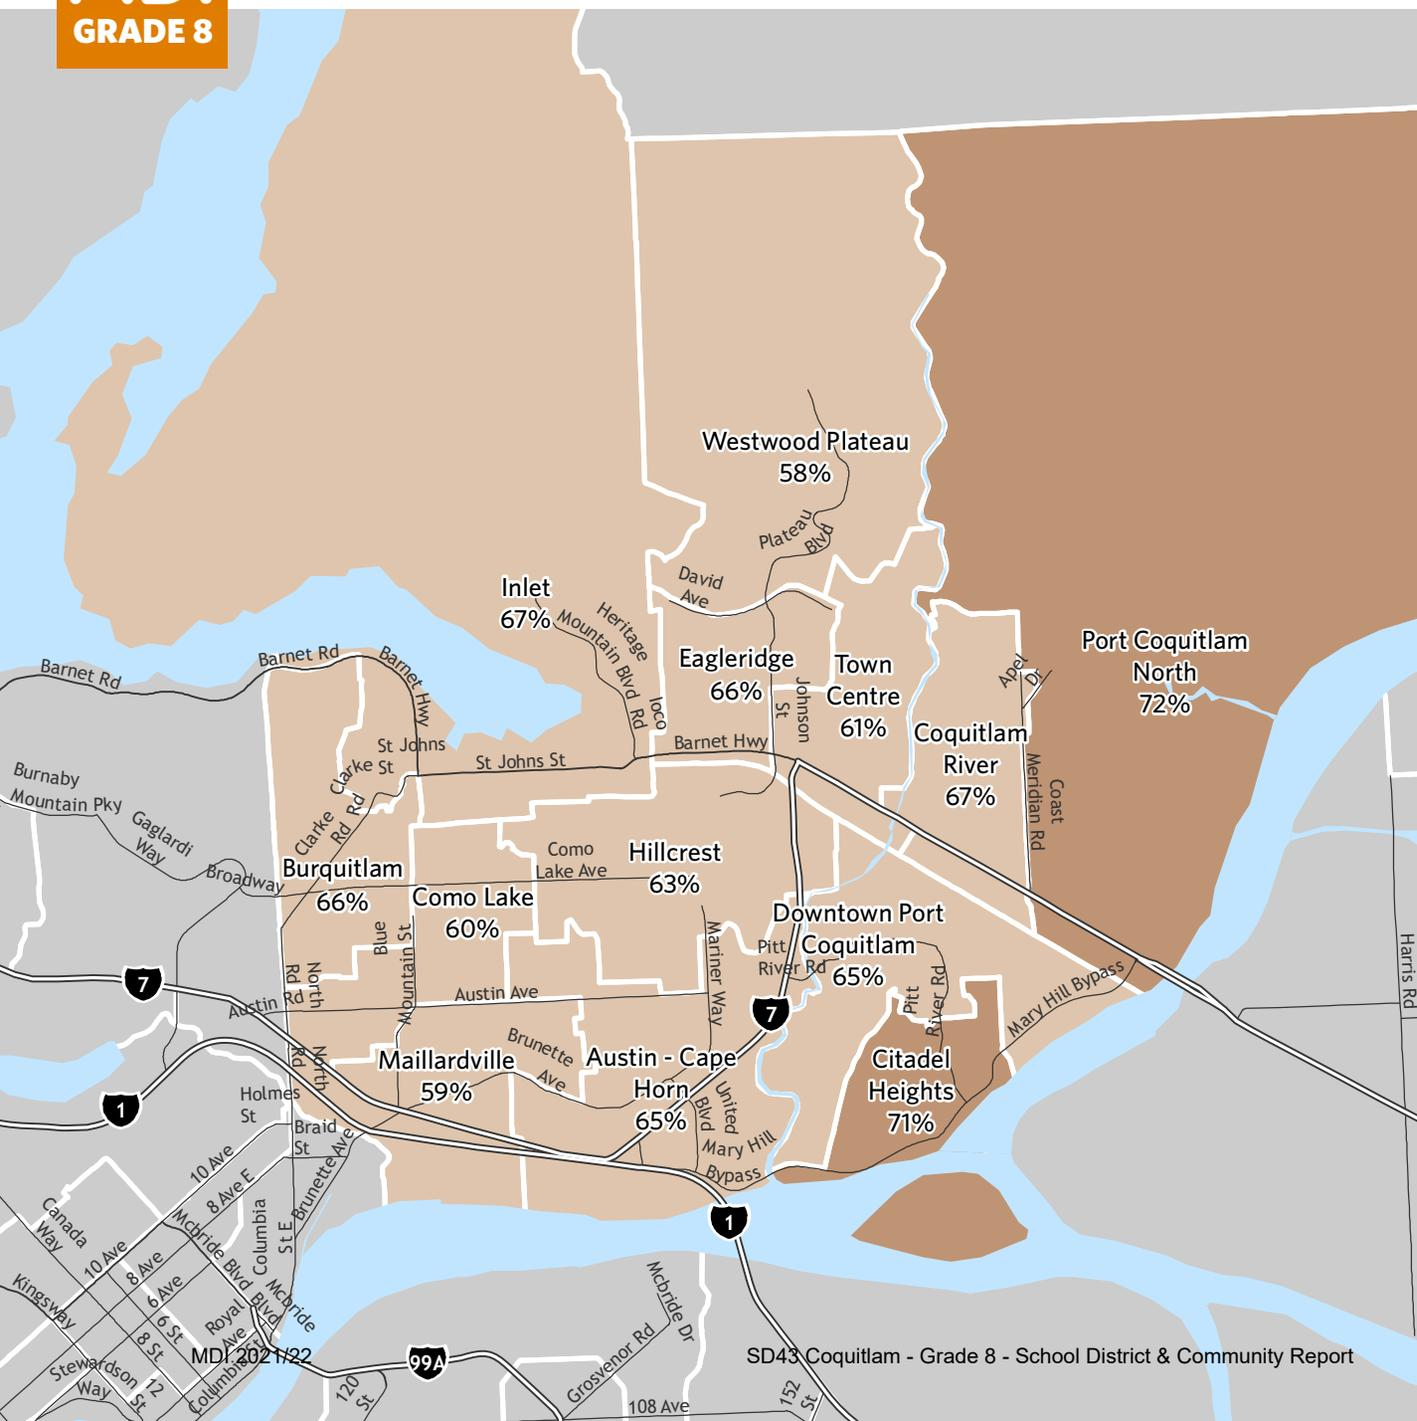 GRADE 8
Westwood Plateau
58%
Plateau
Blvd
David
Ave
Inlet
67%
Heritage
Mountain Blvd
Ioco
Rd
Eagleridge
66%
Johnson
St
Town
Centre
61%
Port Coquitlam
North
72%
Apel
Dr
Coquitlam
River
67%
Coast
Meridian Rd
Barnet Rd
Barnet Rd
Barnet Hwy
St Johns
St
St Johns St
Barnet Hwy
Clarke
Rd
Clarke
Rd
Burnaby
Mountain Pky
Gaglardi
Way
Broadway
Burquitlam
66%
Como Lake
60%
Como
Lake Ave
Hillcrest
63%
Downtown Port
Coquitlam
65%
Pitt
River Rd
Pitt
River Rd
Mary Hill Bypass
Harris Rd
Blue
Mountain St
Mariner Way
North
Rd
7
Austin Rd
Austin Ave
7
North
Rd
Maillardville
59%
Brunette
Ave
Austin - Cape
Horn
65%
United
Blvd
Mary Hill
Bypass
Citadel
Heights
71%
1
Holmes
St
Braid
St
Brunette Ave
10 Ave
8 Ave E
Columbia
St E
1
Canada
Way
Mcbride Blvd
10 Ave
8 Ave
6 Ave
Kingsway
6 St
8 St
Royal
Ave
Mcbride
Blvd
Columbia St
Stewardson
Way
12
St
99A
120
St
Mcbride Dr
Grosvenor Rd
108 Ave
152
St
MDI 2021/22
SD43 Coquitlam - Grade 8 - School District & Community Report